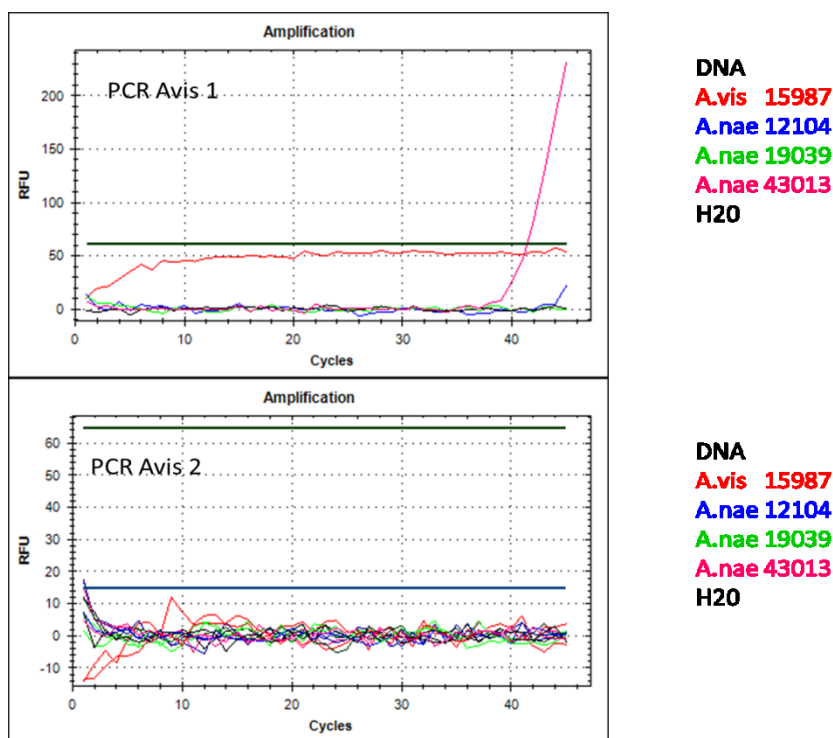 Amplification
PCR Avis 1
200
150
100
50
0
RFU
0
10
20
30
40
Cycles
DNA
A.vis 15987
A.nae 12104
A.nae 19039
A.nae 43013
H20
Amplification
PCR Avis 2
60
50
40
30
20
10
0
-10
RFU
0
10
20
30
40
Cycles
DNA
A.vis 15987
A.nae 12104
A.nae 19039
A.nae 43013
H20